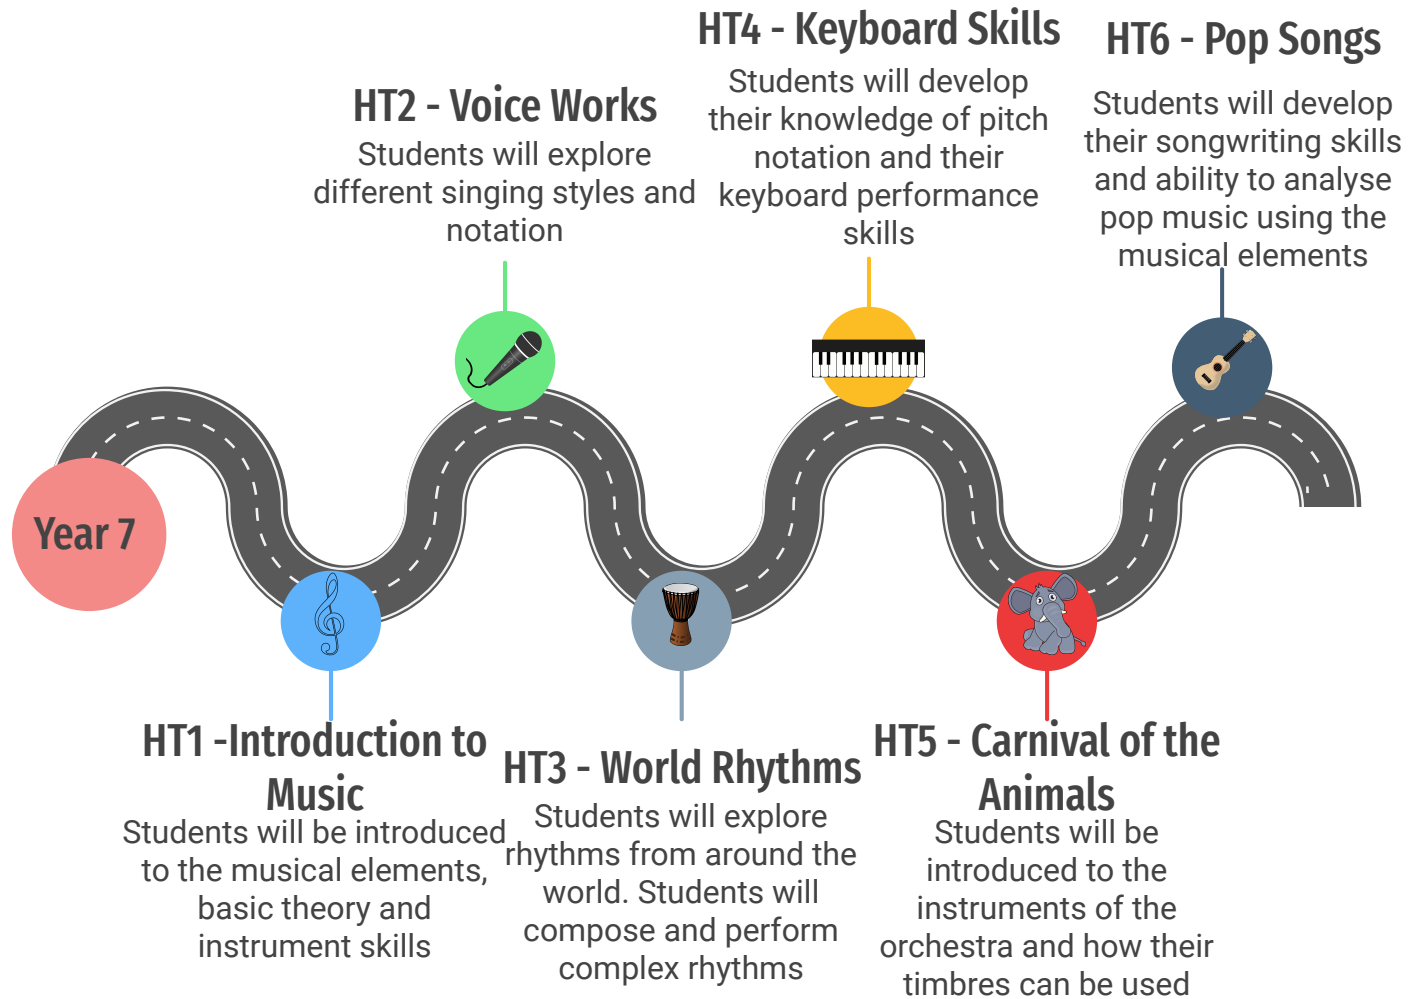 Year 7
HT1 -Introduction to
Music
Students will be introduced
to the musical elements,
basic theory and
instrument skills
HT2 - Voice Works
Students will explore
different singing styles and
notation
HT3 - World Rhythms
Students will explore
rhythms from around the
world. Students will
compose and perform
complex rhythms
HT4 - Keyboard Skills
Students will develop
their knowledge of pitch
notation and their
keyboard performance
skills
HT5 - Carnival of the
Animals
Students will be
introduced to the
instruments of the
orchestra and how their
timbres can be used
HT6 - Pop Songs
Students will develop
their songwriting skills
and ability to analyse
pop music using the
musical elements